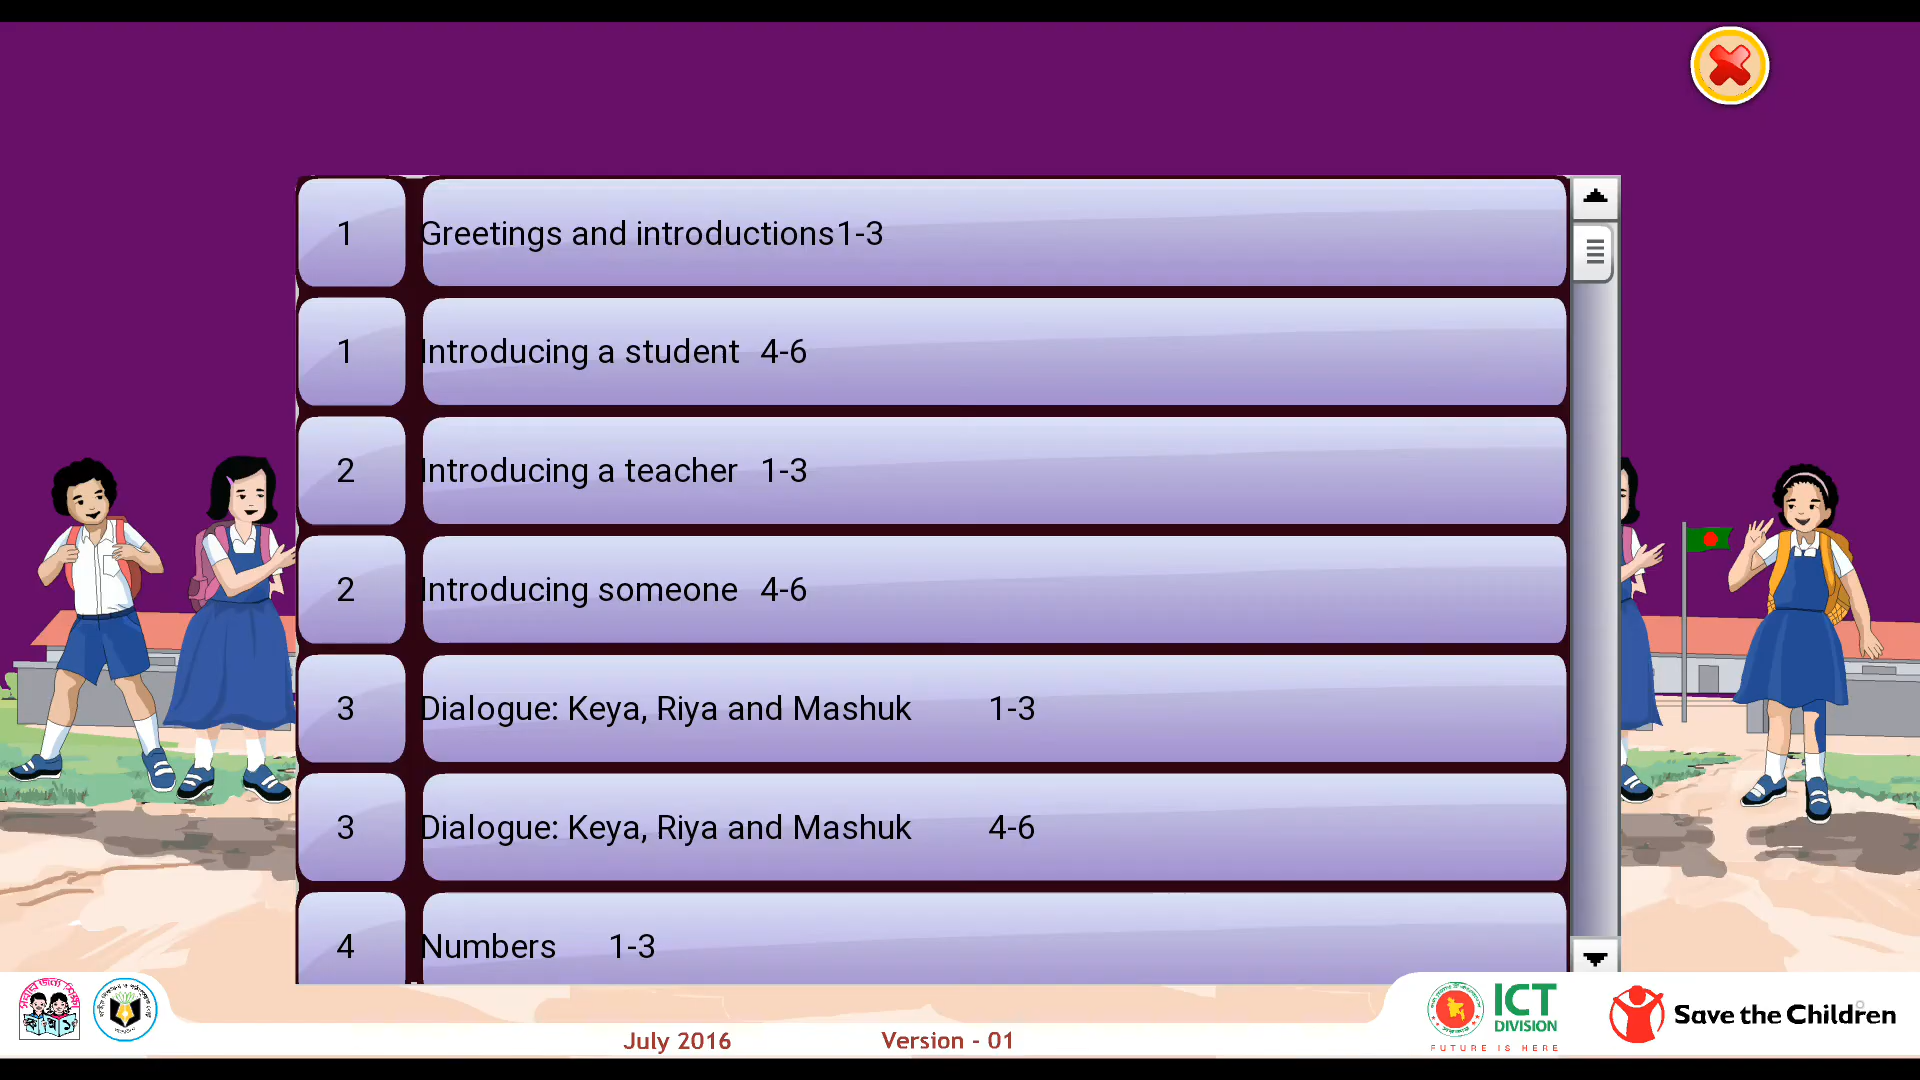 1 Greetings and introductions1-3
1 Introducing a student 4-6
2 Introducing a teacher 1-3
2 Introducing someone 4-6
3 Dialogue: Keya, Riya and Mashuk 1-3
3 Dialogue: Keya, Riya and Mashuk 4-6
4 Numbers 1-3
সবার জন্য শিক্ষা
ICT
DIVISION
FUTURE IS HERE
Save the Children
July 2016 Version - 01